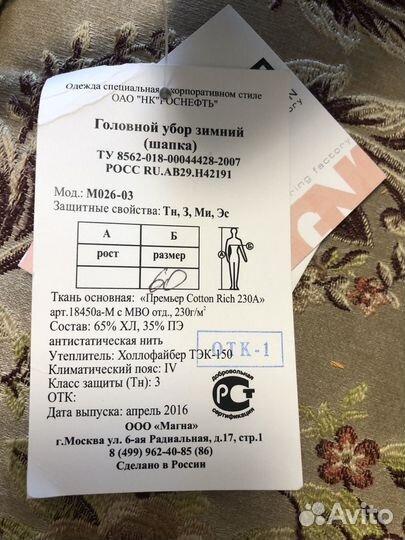 Одежда специальная в корпоративном стиле
ОАО "НК"РОСНЕФТЬ"
Головной убор зимний
(шапка)
ТУ 8562-018-00044428-2007
РОСС RU.АВ29.Н42191
Мод.: М026-03
Защитные свойства: Тн, З, Ми, Эс
А Б
рост размер
60
А
Б
Ткань основная: «Премьер Cotton Rich 230А»
арт.18450а-М с МВО отд., 230г/м²
Состав: 65% ХЛ, 35% ПЭ
антистатическая нить
Утеплитель: Холлофайбер ТЭК-150
Климатический пояс: IV
Класс защиты (Тн): 3
ОТК:
ОТК-1
Дата выпуска: апрель 2016
добровольная
сертификация
ООО «Магна»
г.Москва ул. 6-ая Радиальная, д.17, стр.1
8 (499) 962-40-85 (86)
Сделано в России
ring factory
Avito